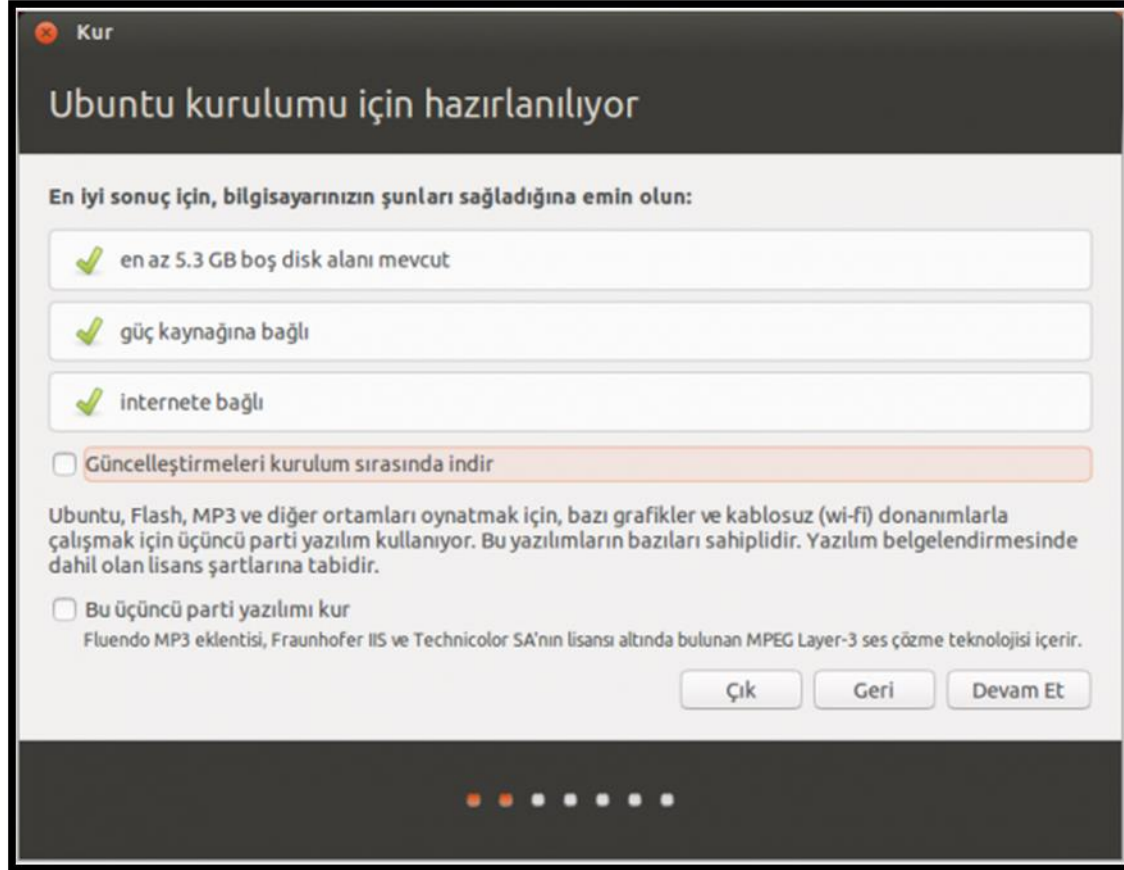 Kur
Ubuntu kurulumu için hazırlanılıyor
En iyi sonuç için, bilgisayarınızın şunları sağladığına emin olun:
en az 5.3 GB boş disk alanı mevcut
güç kaynağına bağlı
internete bağlı
Güncelleştirmeleri kurulum sırasında indir
Ubuntu, Flash, MP3 ve diğer ortamları oynatmak için, bazı grafikler ve kablosuz (wi-fi) donanımlarla
çalışmak için üçüncü parti yazılım kullanıyor. Bu yazılımların bazıları sahiplidir. Yazılım belgelendirmesinde
dahil olan lisans şartlarına tabidir.
Bu üçüncü parti yazılımı kur
Fluendo MP3 eklentisi, Fraunhofer IIS ve Technicolor SA'nın lisansı altında bulunan MPEG Layer-3 ses çözme teknolojisi içerir.
Çık Geri Devam Et